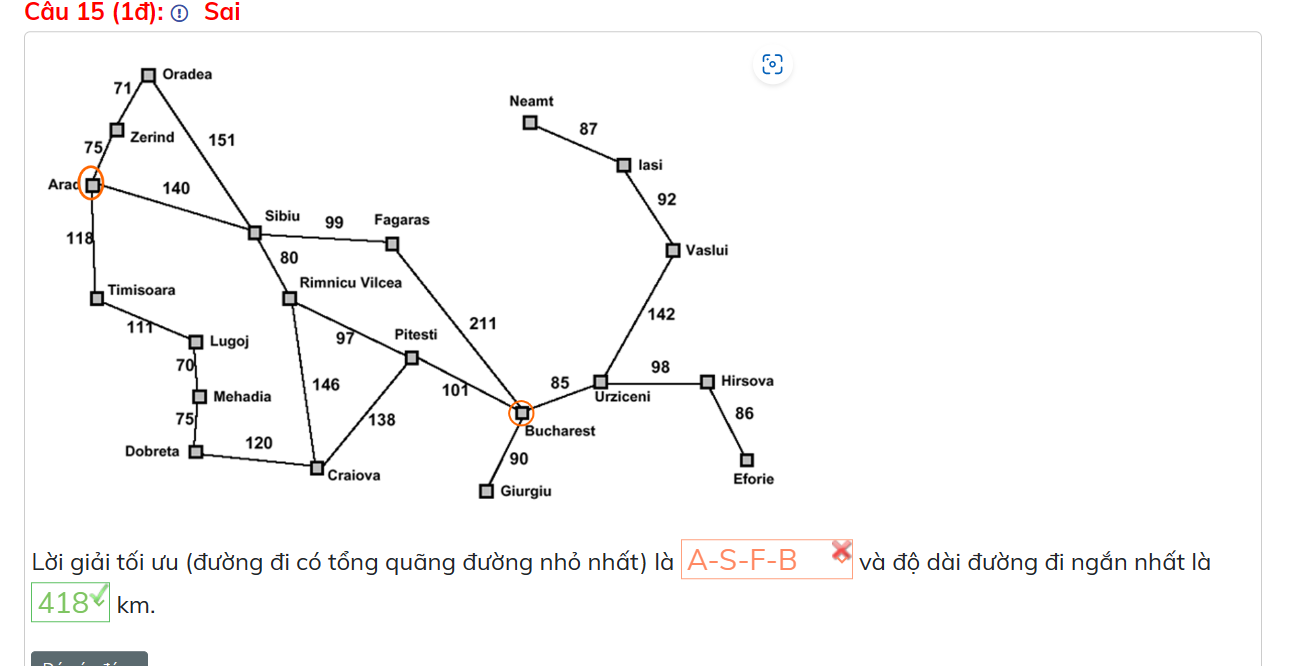 Câu 15 (1đ): Sai
Oradea
71
Neamt
87
Zerind
151
75
Iasi
Arad
140
92
Sibiu
99
Fagaras
118
Vaslui
80
Timisoara
Rimnicu Vilcea
142
111
211
97
Pitesti
Lugoj
70
98
146
101
85
Hirsova
Mehadia
Urziceni
75
138
86
Bucharest
Dobreta
120
90
Craiova
Eforie
Giurgiu
Lời giải tối ưu (đường đi có tổng quãng đường nhỏ nhất) là A-S-F-B và độ dài đường đi ngắn nhất là
418 km.